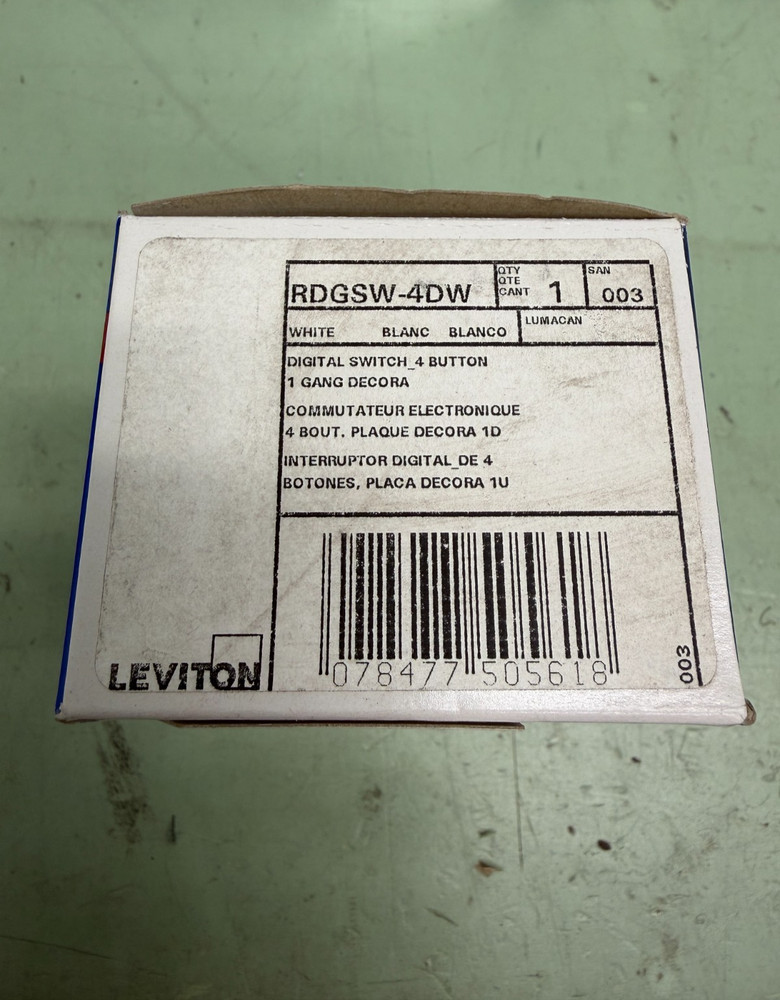 RDGSW-4DW QTY QTE CANT 1 SAN 003
WHITE BLANC BLANCO LUMACAN
DIGITAL SWITCH_4 BUTTON
1 GANG DECORA
COMMUTATEUR ELECTRONIQUE
4 BOUT. PLAQUE DECORA 1D
INTERRUPTOR DIGITAL_DE 4
BOTONES, PLACA DECORA 1U
078477 505618
LEVITON
003